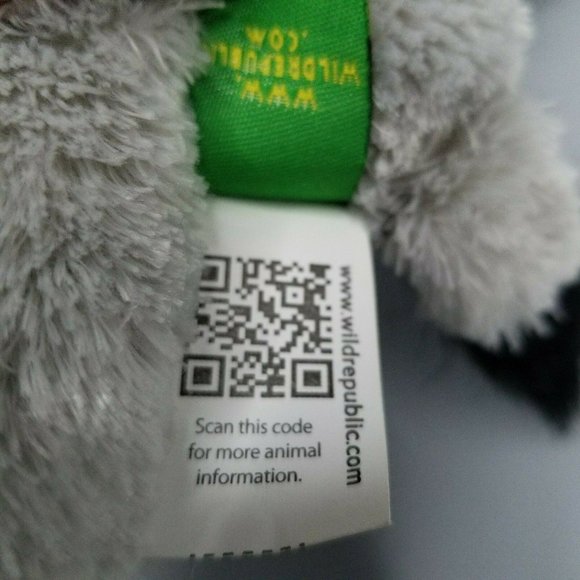 WWW.
WILDREPUBLIC
.COM
www.wildrepublic.com
Scan this code
for more animal
information.